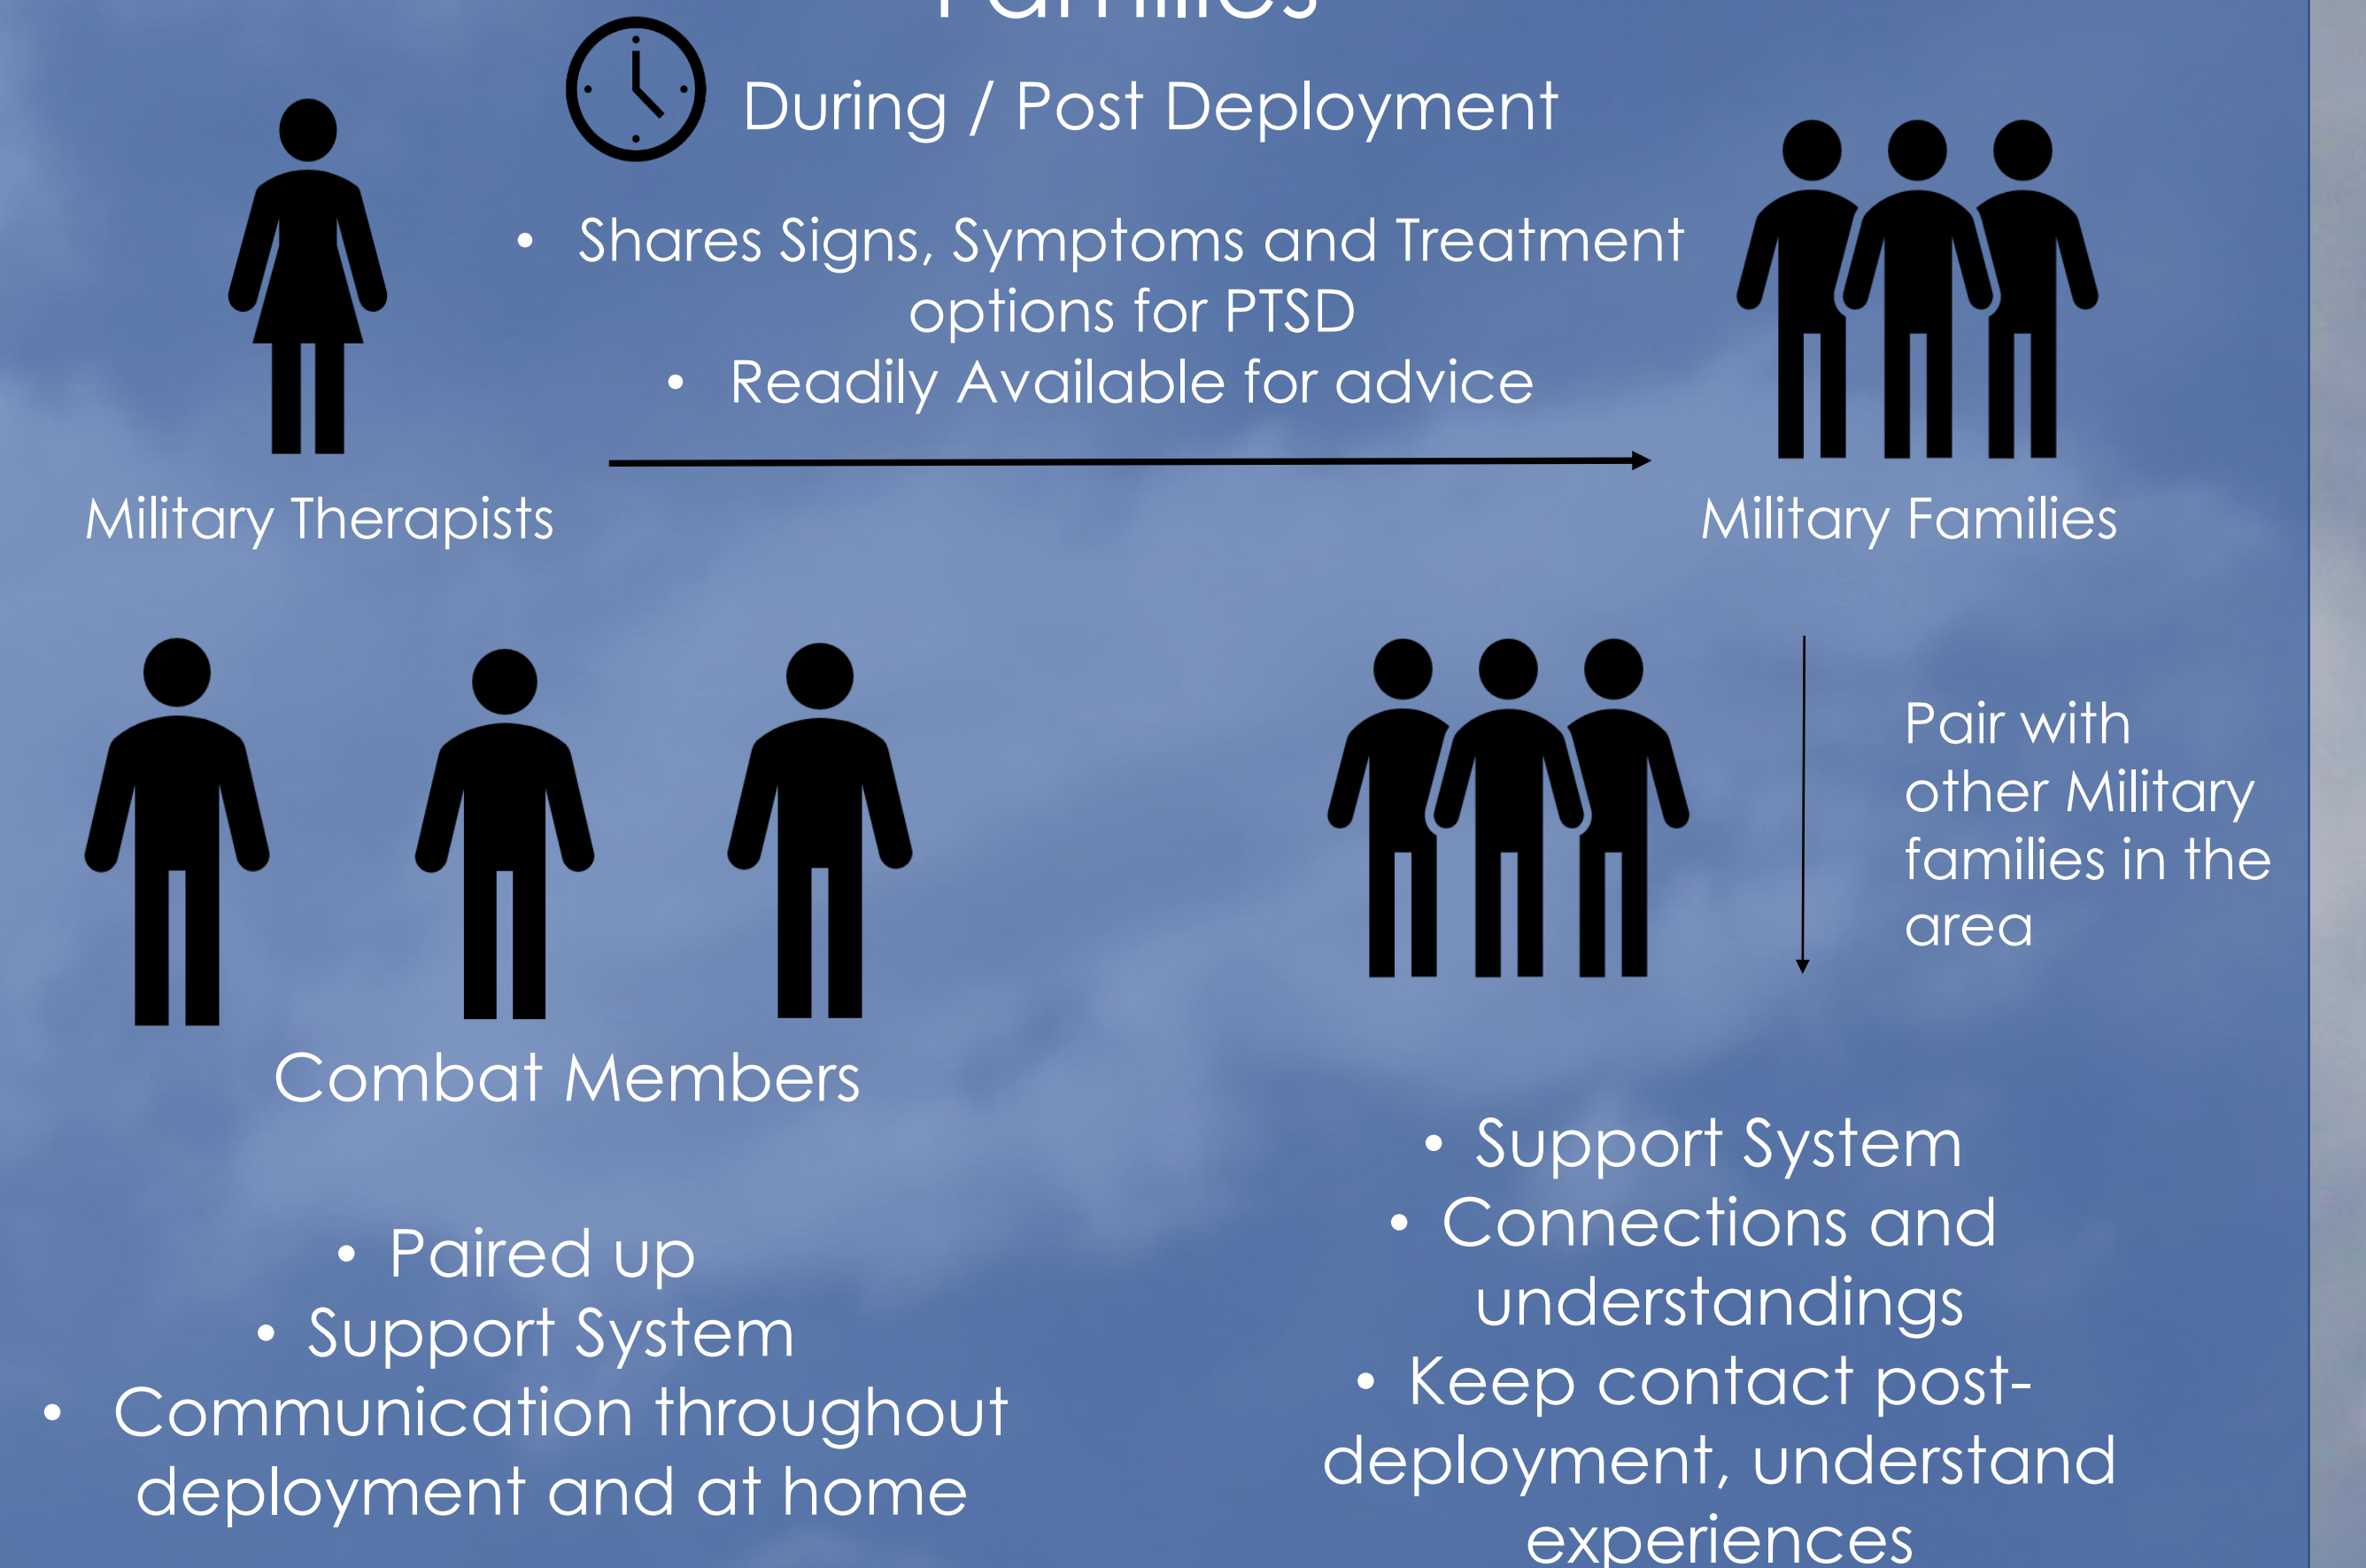 Families
During / Post Deployment
• Shares Signs, Symptoms and Treatment
options for PTSD
• Readily Available for advice
Military Therapists
Military Families
Pair with
other Military
families in the
area
Combat Members
• Paired up
• Support System
• Communication throughout
deployment and at home
• Support System
• Connections and
understandings
• Keep contact post-
deployment, understand
experiences